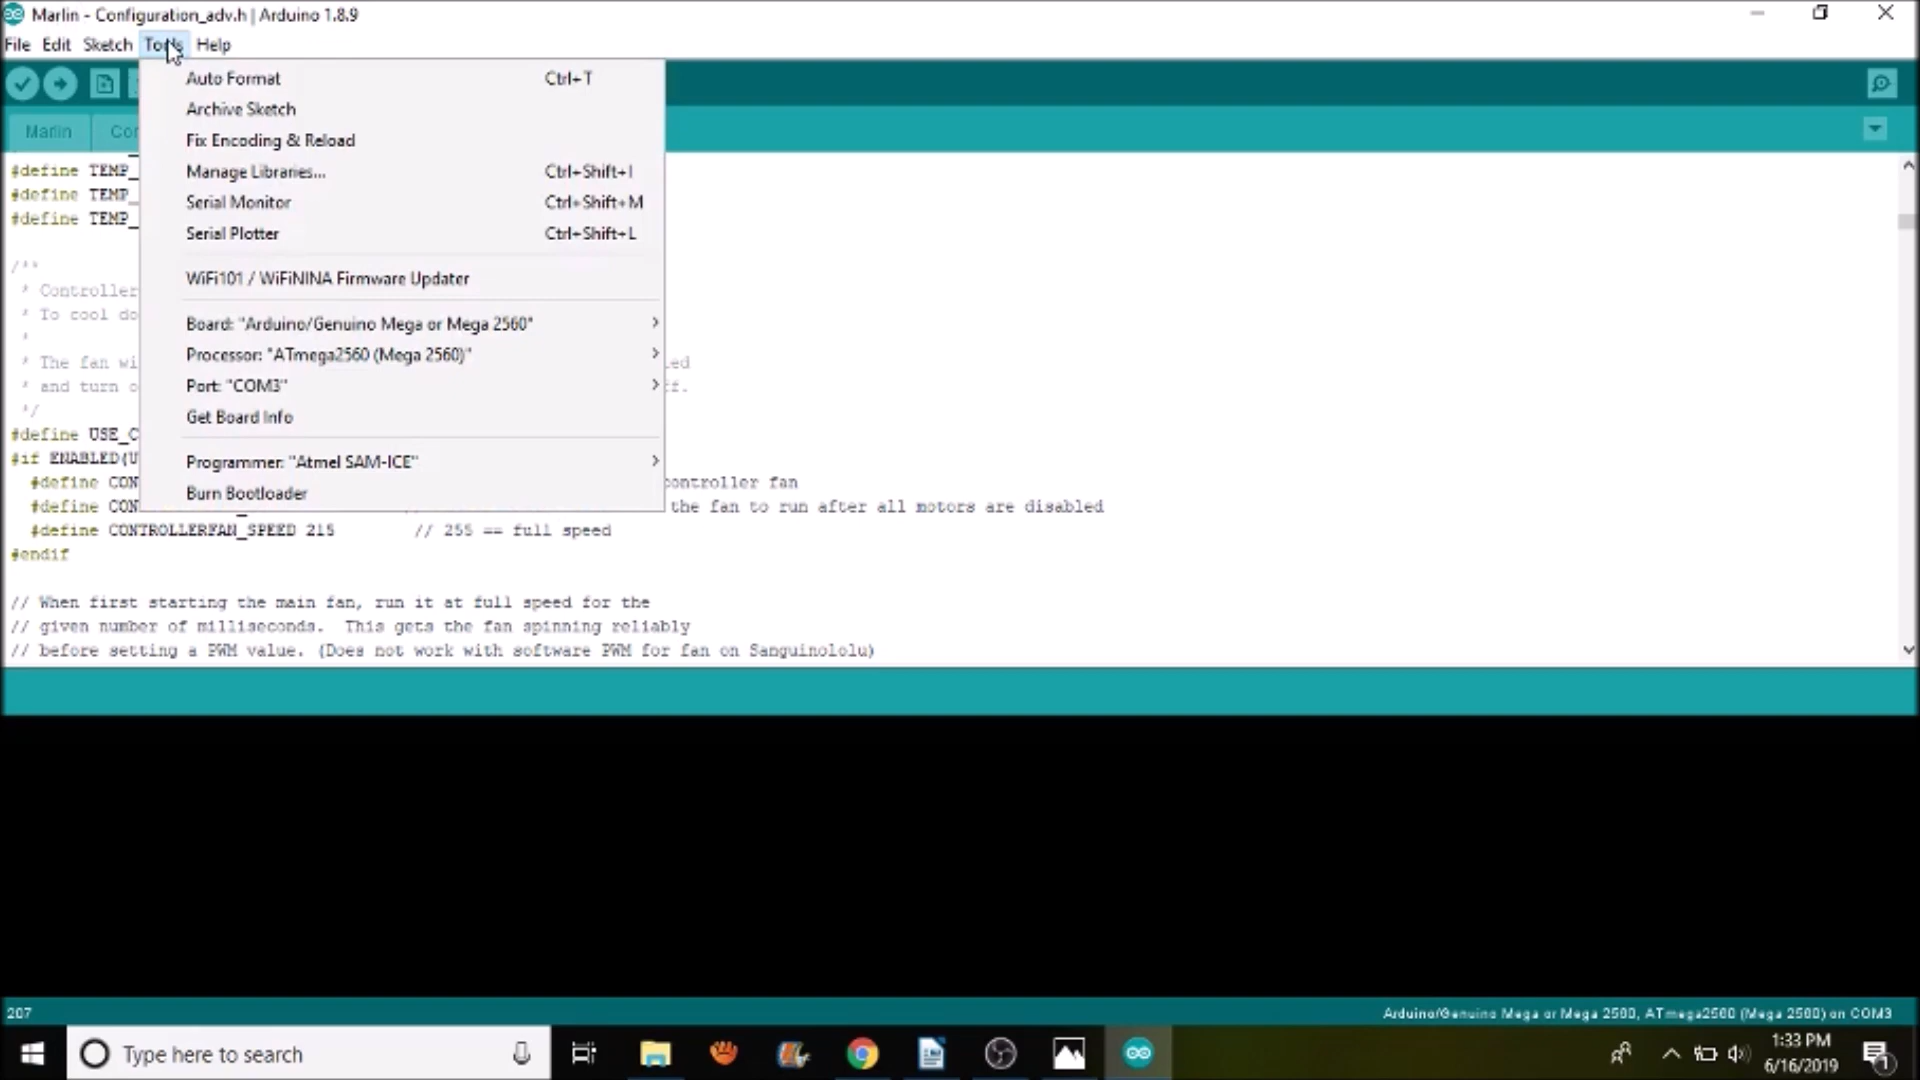 Marlin - Configuration_adv.h | Arduino 1.8.9
File Edit Sketch Tools Help
Auto Format Ctrl+T
Archive Sketch
Fix Encoding & Reload
Manage Libraries... Ctrl+Shift+I
Serial Monitor Ctrl+Shift+M
Serial Plotter Ctrl+Shift+L
WiFi101 / WiFiNINA Firmware Updater
Board: "Arduino/Genuino Mega or Mega 2560"
Processor: "ATmega2560 (Mega 2560)"
Port: "COM3"
Get Board Info
Programmer: "Atmel SAM-ICE"
Burn Bootloader
Marlin Con
#define TEMP_
#define TEMP_
#define TEMP_
/**
* Controller
* To cool do
*
* The fan wi ed
* and turn o ff.
*/
#define USE_C
#if ENABLED(U
#define CON controller fan
#define CON the fan to run after all motors are disabled
#define CONTROLLERFAN_SPEED 215 // 255 == full speed
#endif
// When first starting the main fan, run it at full speed for the
// given number of milliseconds. This gets the fan spinning reliably
// before setting a PWM value. (Does not work with software PWM for fan on Sanguinololu)
207
Arduino/Genuino Mega or Mega 2560, ATmega2560 (Mega 2560) on COM3
Type here to search
1:33 PM
6/16/2019
1